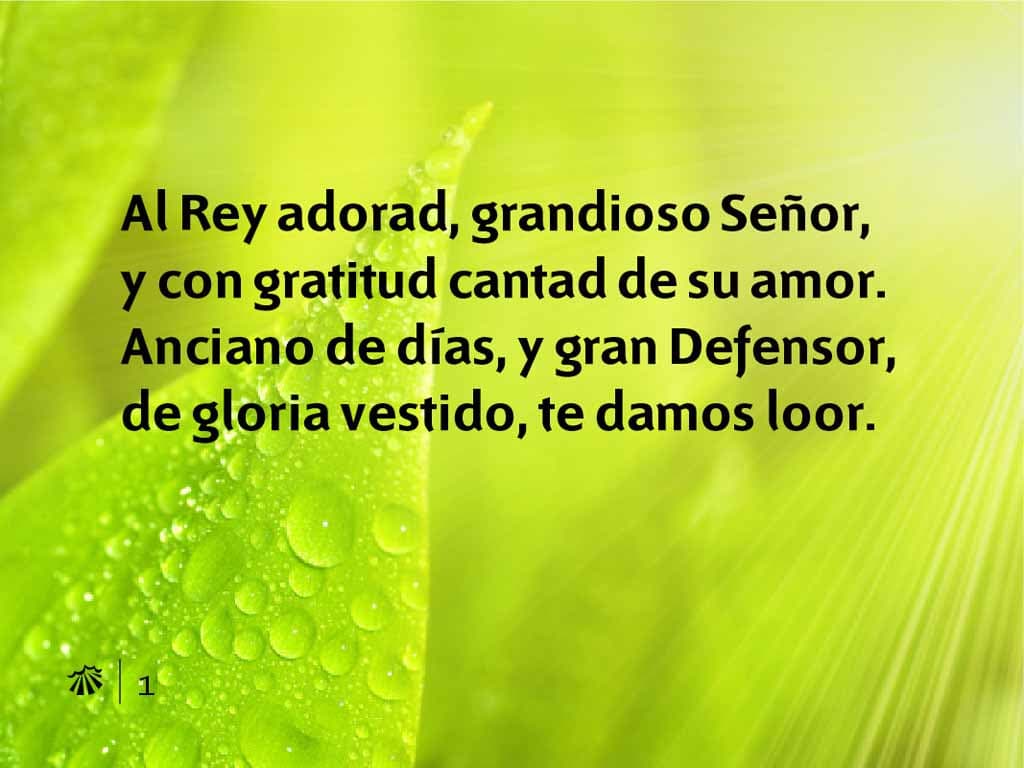 Al Rey adorad, grandioso Señor,
y con gratitud cantad de su amor.
Anciano de días, y gran Defensor,
de gloria vestido, te damos loor.
1